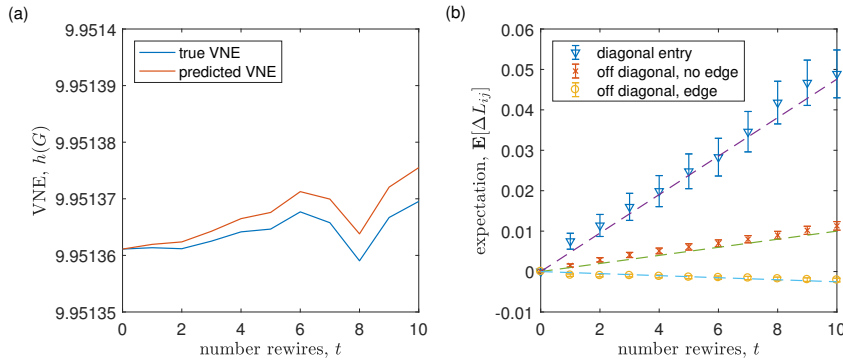 (a)
9.9514
9.95139
9.95138
9.95137
9.95136
9.95135
VNE, h(G)
true VNE
predicted VNE
0 2 4 6 8 10
number rewires, t
(b)
0.06
0.05
0.04
0.03
0.02
0.01
0
-0.01
expectation, E[ΔL_{ij}]
diagonal entry
off diagonal, no edge
off diagonal, edge
0 2 4 6 8 10
number rewires, t